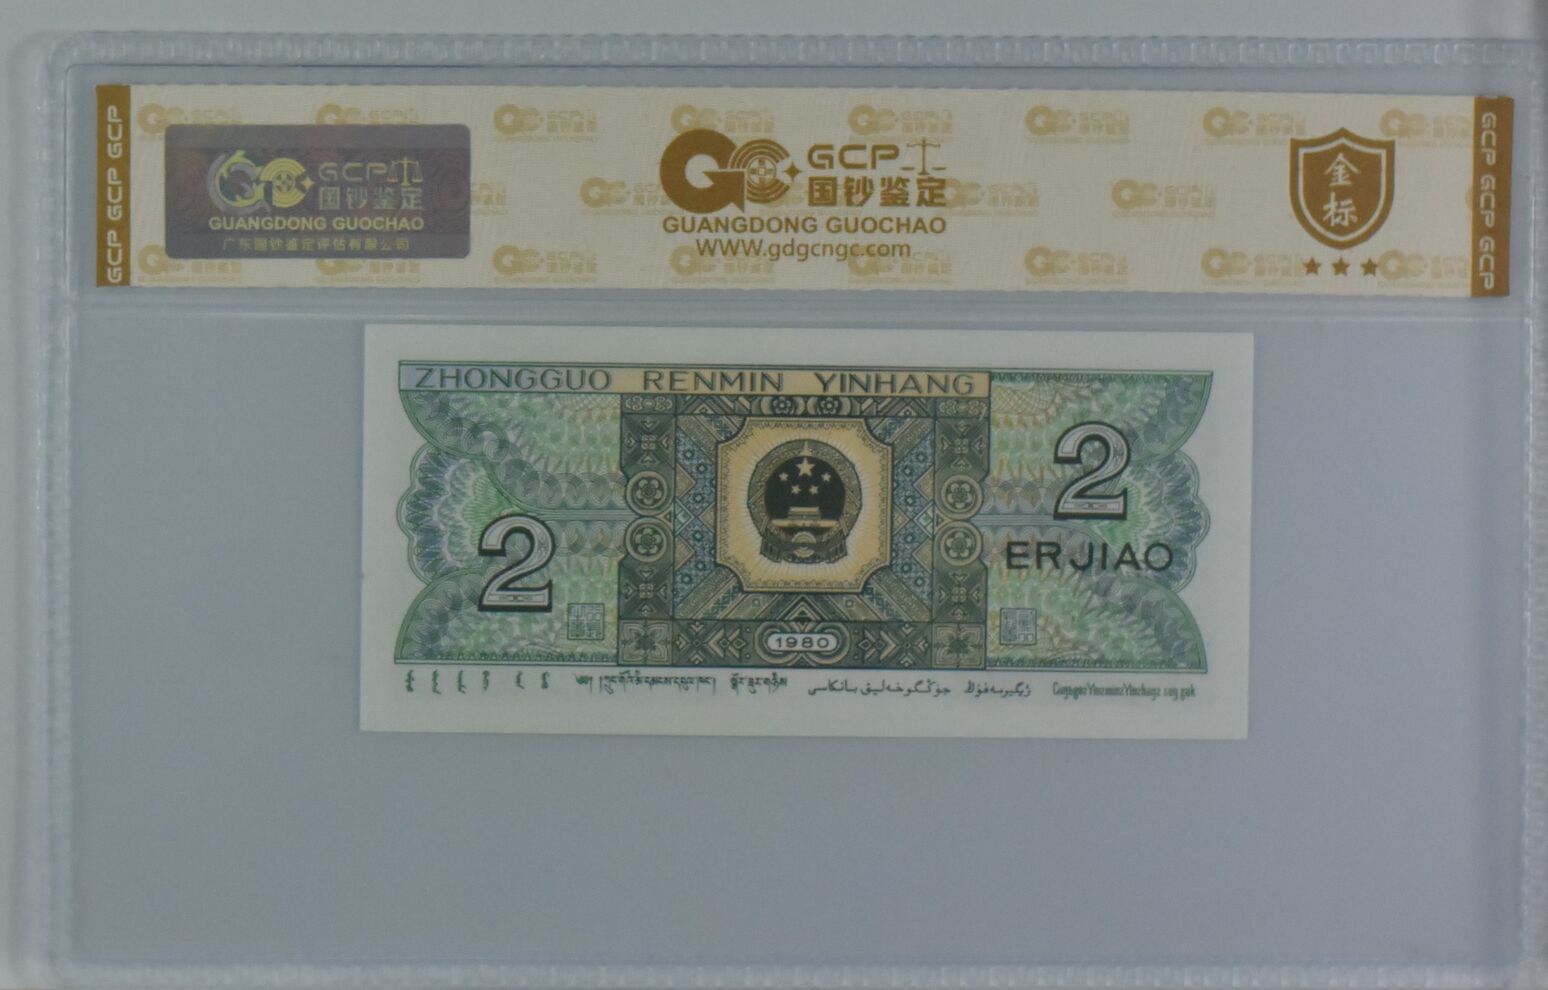 GCP GCP GCP
GCP
国钞鉴定
GUANGDONG GUOCHAO
广东国钞鉴定评估有限公司
GCP
国钞鉴定
GUANGDONG GUOCHAO
WWW.gdgcngc.com
金标
GCP GCP GCP
ZHONGGUO RENMIN YINHANG
2
ER JIAO
2
1980